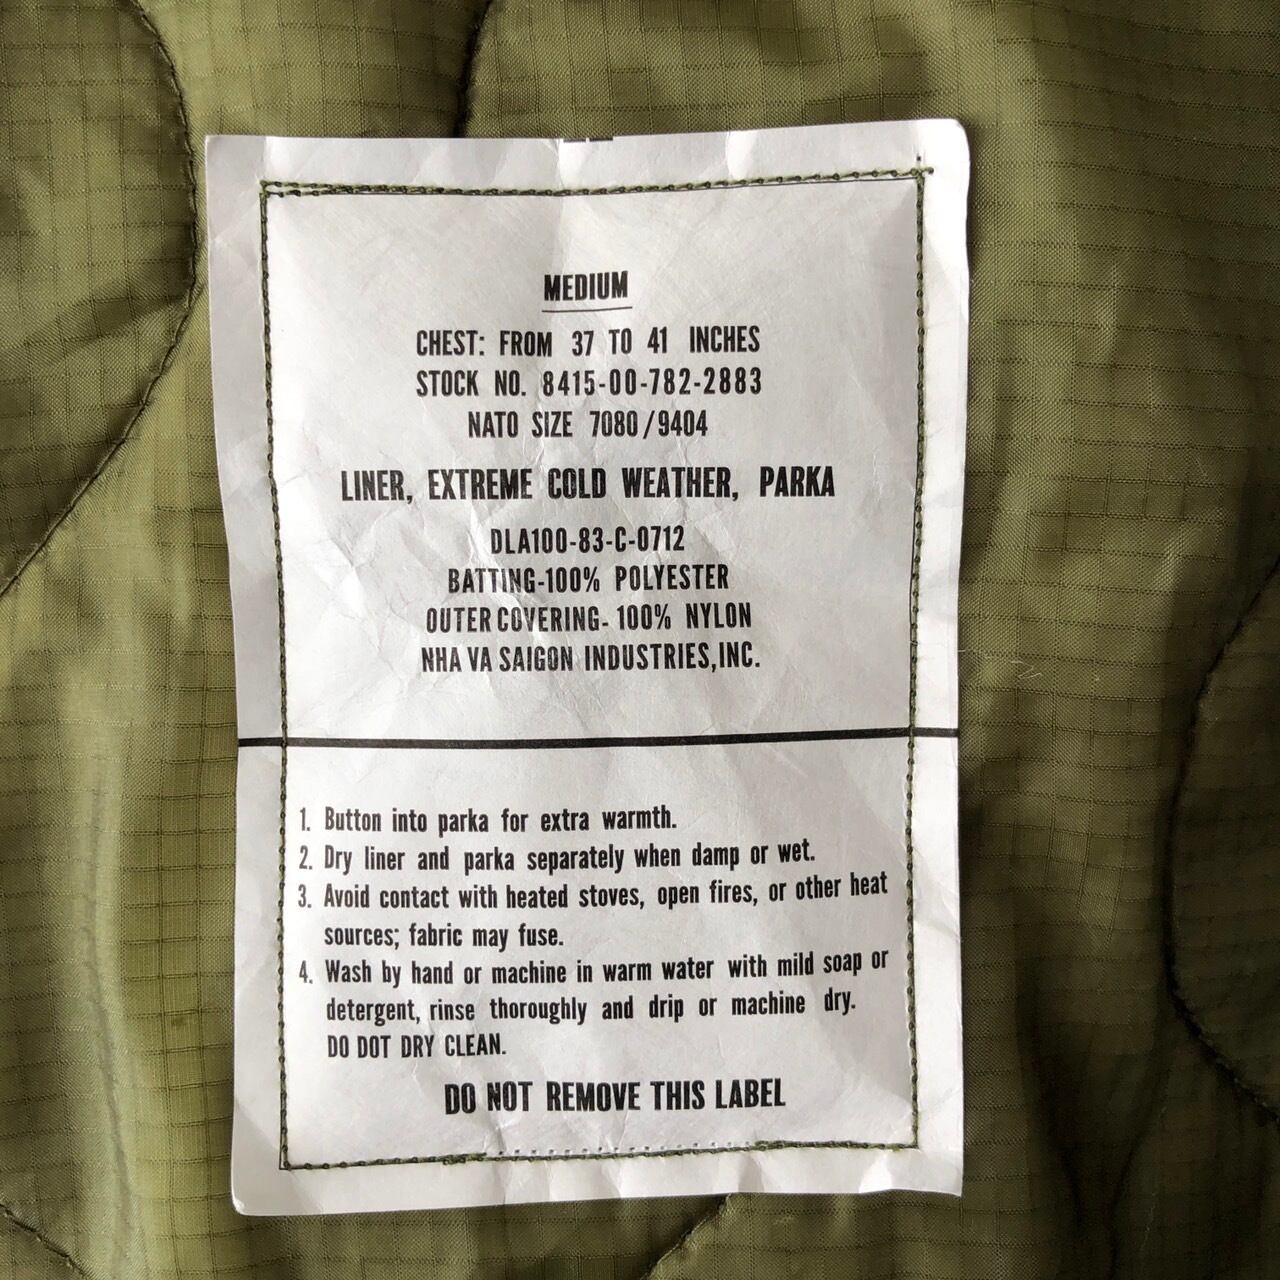 MEDIUM
CHEST: FROM 37 TO 41 INCHES
STOCK NO. 8415-00-782-2883
NATO SIZE 7080/9404
LINER, EXTREME COLD WEATHER, PARKA
DLA100-83-C-0712
BATTING-100% POLYESTER
OUTER COVERING- 100% NYLON
NHA VA SAIGON INDUSTRIES, INC.
1. Button into parka for extra warmth.
2. Dry liner and parka separately when damp or wet.
3. Avoid contact with heated stoves, open fires, or other heat
sources; fabric may fuse.
4. Wash by hand or machine in warm water with mild soap or
detergent, rinse thoroughly and drip or machine dry.
DO DOT DRY CLEAN.
DO NOT REMOVE THIS LABEL